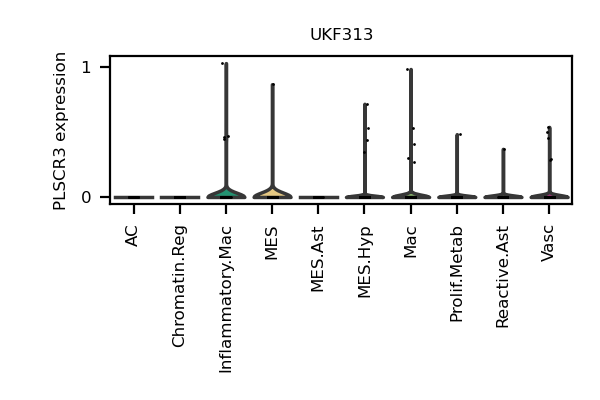 UKF313
PLSCR3 expression
1
0
AC
Chromatin.Reg
Inflammatory.Mac
MES
MES.Ast
MES.Hyp
Mac
Prolif.Metab
Reactive.Ast
Vasc